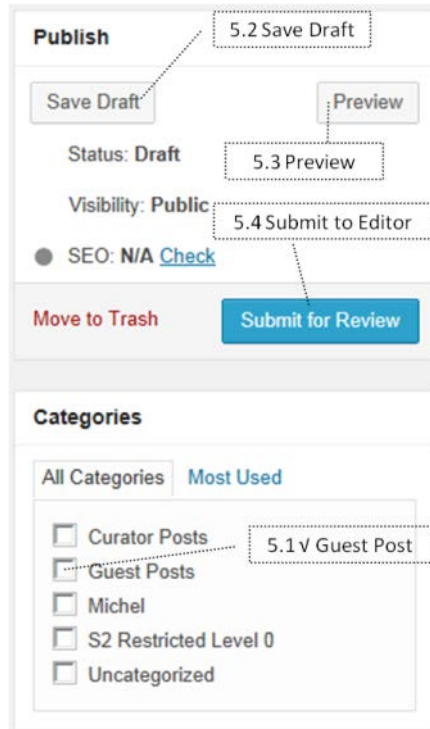 Publish
5.2 Save Draft
Save Draft
Preview
Status: Draft
5.3 Preview
Visibility: Public
5.4 Submit to Editor
SEO: N/A Check
Move to Trash
Submit for Review
Categories
All Categories Most Used
Curator Posts
5.1 √ Guest Post
Guest Posts
Michel
S2 Restricted Level 0
Uncategorized